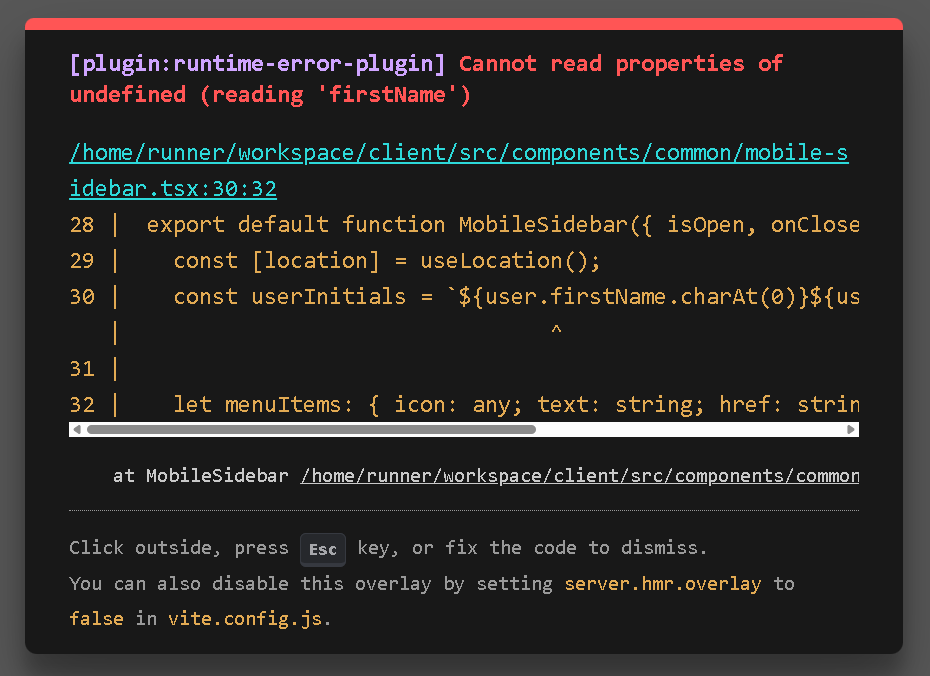 [plugin:runtime-error-plugin] Cannot read properties of
undefined (reading 'firstName')
/home/runner/workspace/client/src/components/common/mobile-s
idebar.tsx:30:32
28 |  export default function MobileSidebar({ isOpen, onClose
29 |    const [location] = useLocation();
30 |    const userInitials = `${user.firstName.charAt(0)}${us
   |                                  ^
31 |
32 |    let menuItems: { icon: any; text: string; href: strin
at MobileSidebar /home/runner/workspace/client/src/components/common
Click outside, press Esc key, or fix the code to dismiss.
You can also disable this overlay by setting server.hmr.overlay to
false in vite.config.js.